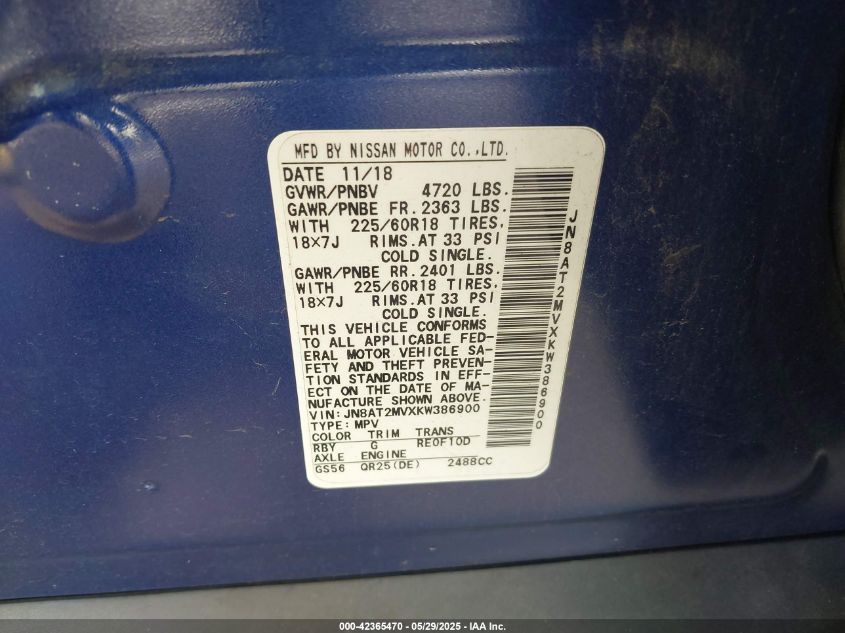 MFD BY NISSAN MOTOR CO.,LTD.
DATE 11/18
GVWR/PNBV 4720 LBS.
GAWR/PNBE FR. 2363 LBS.
WITH 225/60R18 TIRES,
18×7J RIMS.AT 33 PSI
COLD SINGLE.
GAWR/PNBE RR. 2401 LBS.
WITH 225/60R18 TIRES,
18×7J RIMS.AT 33 PSI
COLD SINGLE.
THIS VEHICLE CONFORMS
TO ALL APPLICABLE FED-
ERAL MOTOR VEHICLE SA-
FETY AND THEFT PREVEN-
TION STANDARDS IN EFF-
ECT ON THE DATE OF MA-
NUFACTURE SHOWN ABOVE.
VIN:JN8AT2MVXKW386900
TYPE:MPV
COLOR TRIM TRANS
RBY G RE0F10D
AXLE ENGINE
GS56 QR25(DE) 2488CC
JN8AT2MVXKW386900
000-42365470 — 05/29/2025 — IAA Inc.